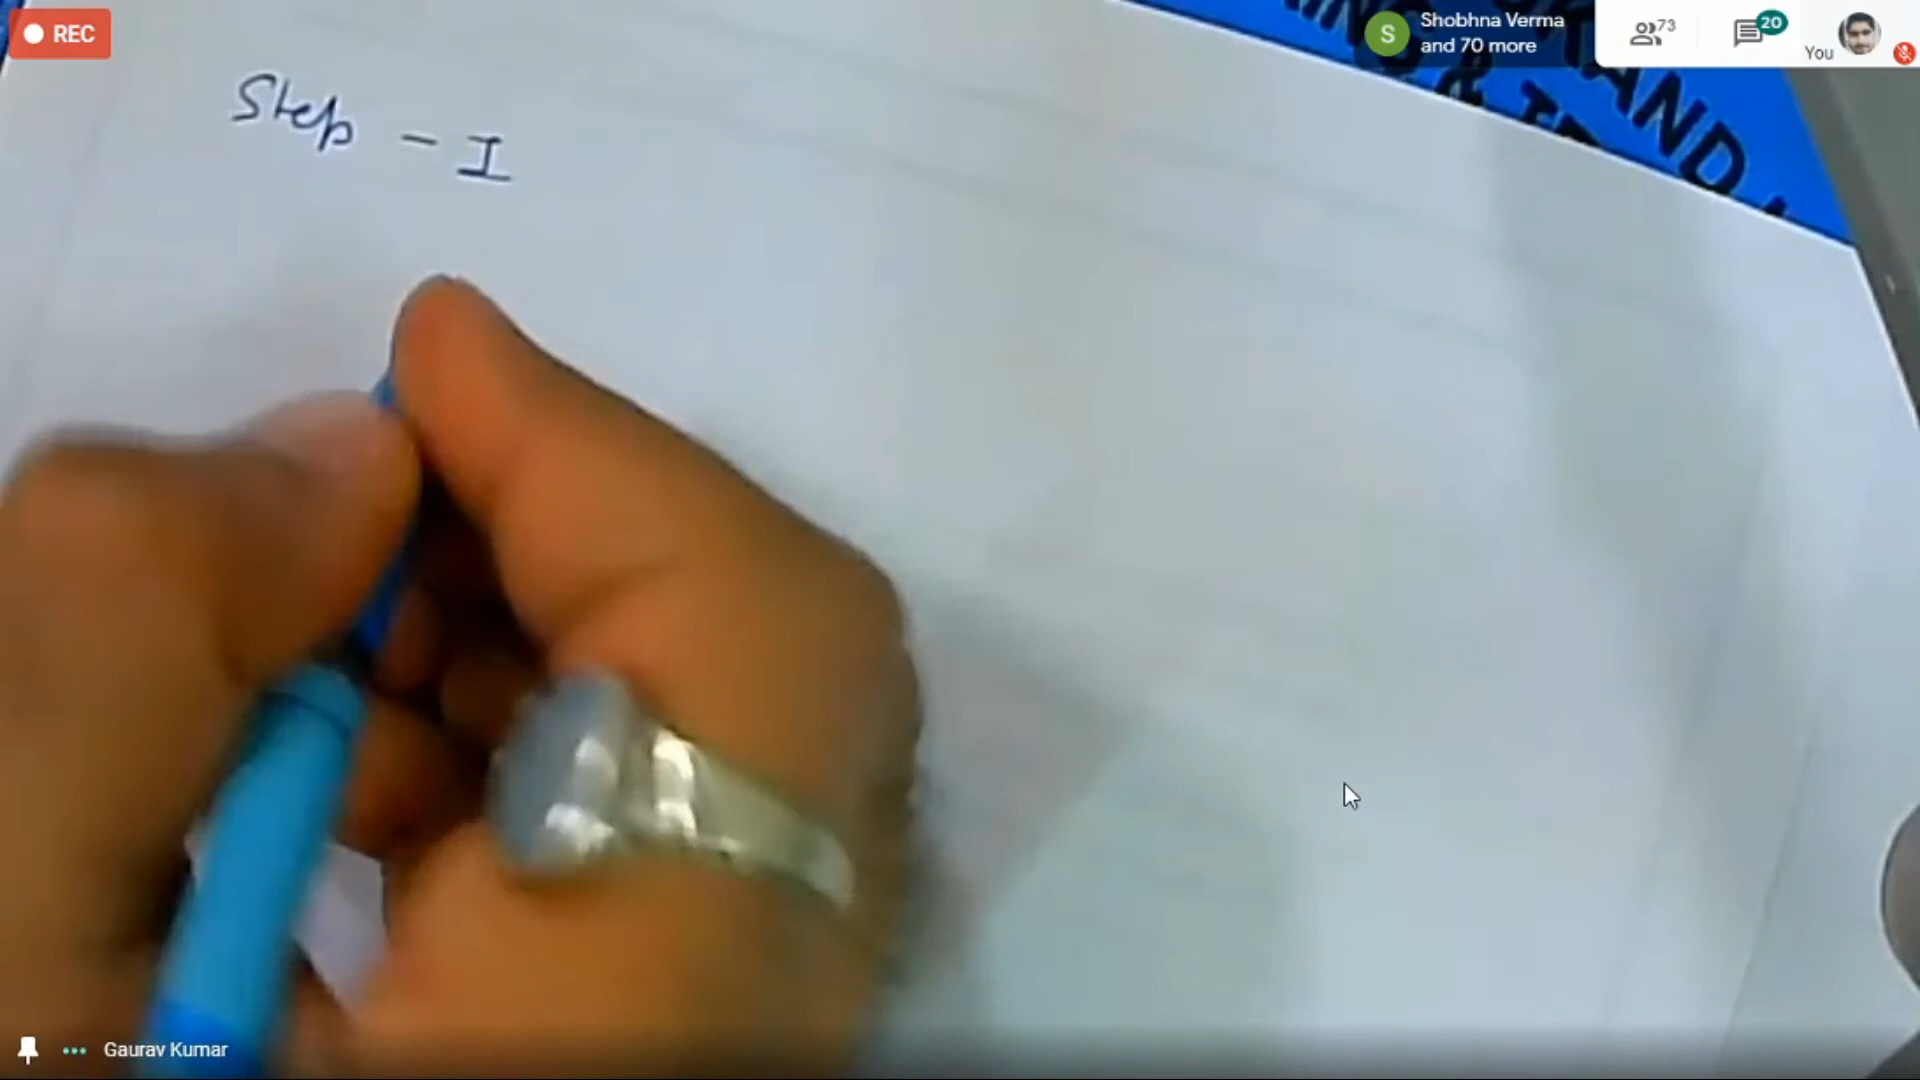 REC
Shobhna Verma
and 70 more
S
73
20
You
Step - I
Gaurav Kumar